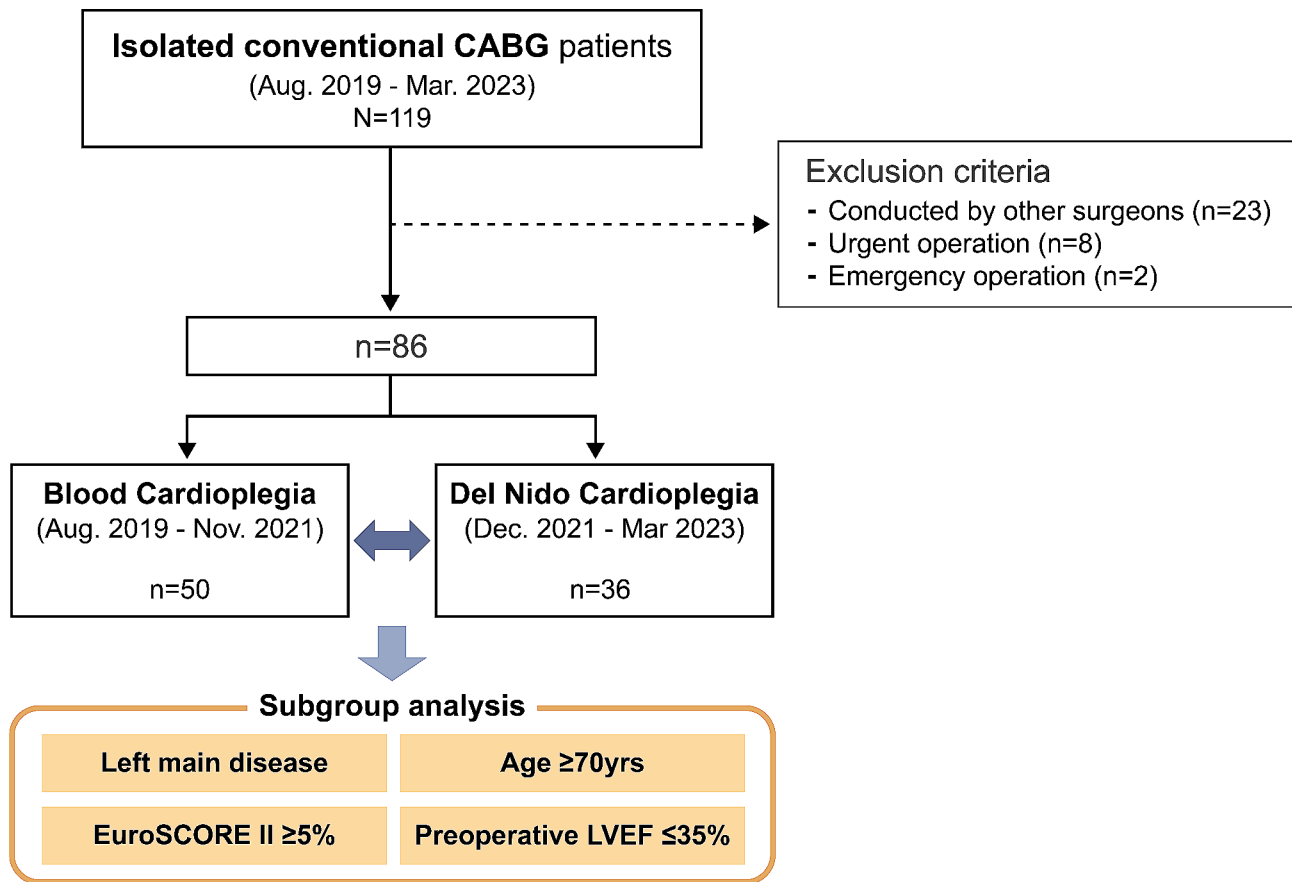 Isolated conventional CABG patients
(Aug. 2019 - Mar. 2023)
N=119
Exclusion criteria
- Conducted by other surgeons (n=23)
- Urgent operation (n=8)
- Emergency operation (n=2)
n=86
Blood Cardioplegia
(Aug. 2019 - Nov. 2021)
n=50
Del Nido Cardioplegia
(Dec. 2021 - Mar 2023)
n=36
Subgroup analysis
Left main disease
Age ≥70yrs
EuroSCORE II ≥5%
Preoperative LVEF ≤35%